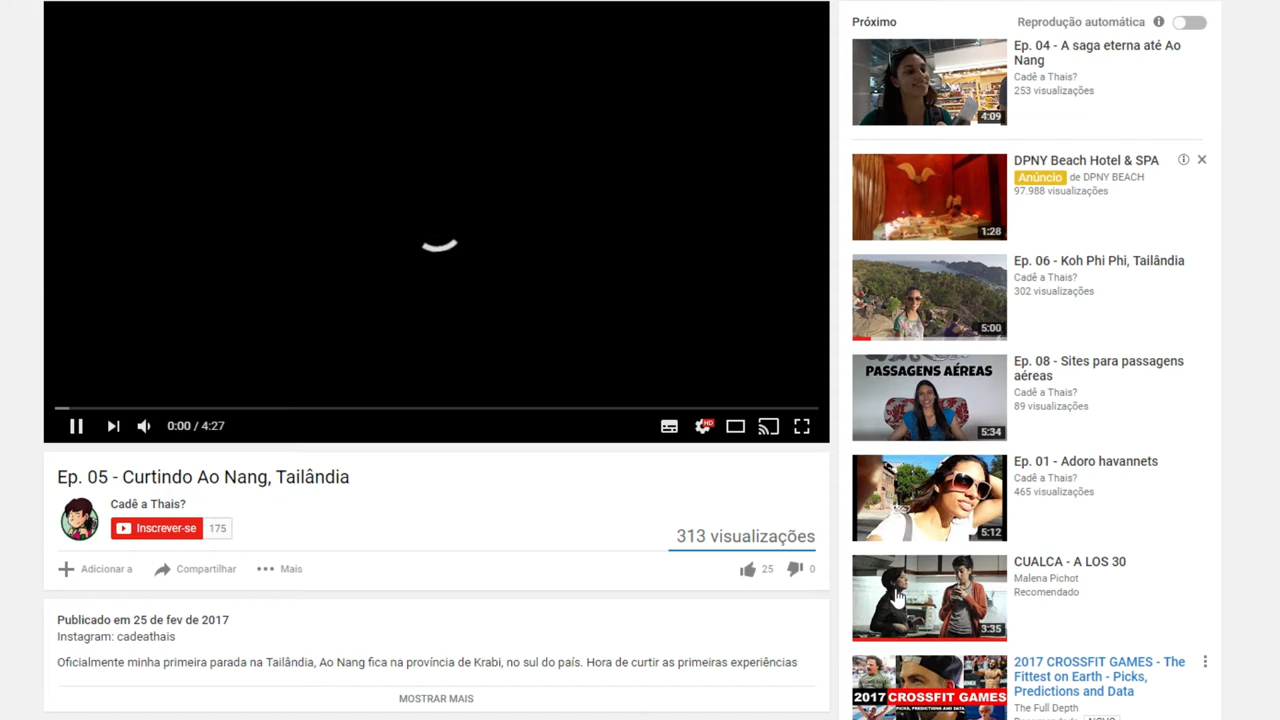 0:00 / 4:27
HD
Ep. 05 - Curtindo Ao Nang, Tailândia
Cadê a Thais?
Inscrever-se 175
313 visualizações
Adicionar a Compartilhar Mais 25 0
Publicado em 25 de fev de 2017
Instagram: cadeathais
Oficialmente minha primeira parada na Tailândia, Ao Nang fica na província de Krabi, no sul do país. Hora de curtir as primeiras experiências
MOSTRAR MAIS
Próximo Reprodução automática
Ep. 04 - A saga eterna até Ao
Nang
Cadê a Thais?
253 visualizações
4:09
DPNY Beach Hotel & SPA
Anúncio de DPNY BEACH
97.988 visualizações
1:28
Ep. 06 - Koh Phi Phi, Tailândia
Cadê a Thais?
302 visualizações
5:00
PASSAGENS AÉREAS
Ep. 08 - Sites para passagens
aéreas
Cadê a Thais?
89 visualizações
5:34
Ep. 01 - Adoro havannets
Cadê a Thais?
465 visualizações
5:12
CUALCA - A LOS 30
Malena Pichot
Recomendado
3:35
2017 CROSSFIT GAMES
PICKS, PREDICTIONS AND DATA
2017 CROSSFIT GAMES - The
Fittest on Earth - Picks,
Predictions and Data
The Full Depth
Recomendado NOVO